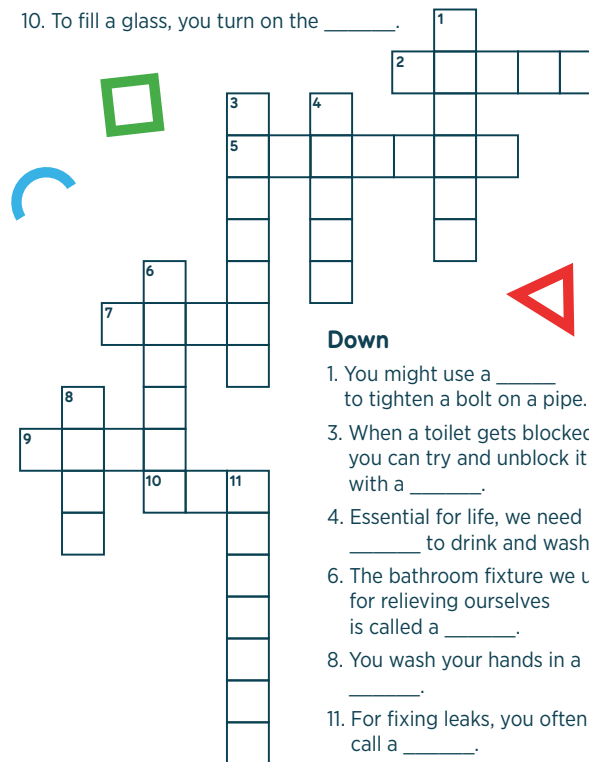 10. To fill a glass, you turn on the _______.
1
2
3
4
5
6
7
8
9
10
11
Down
1. You might use a ______
to tighten a bolt on a pipe.
3. When a toilet gets blocked
you can try and unblock it
with a _______.
4. Essential for life, we need
_______ to drink and wash
6. The bathroom fixture we u
for relieving ourselves
is called a _______.
8. You wash your hands in a
_______.
11. For fixing leaks, you often
call a _______.